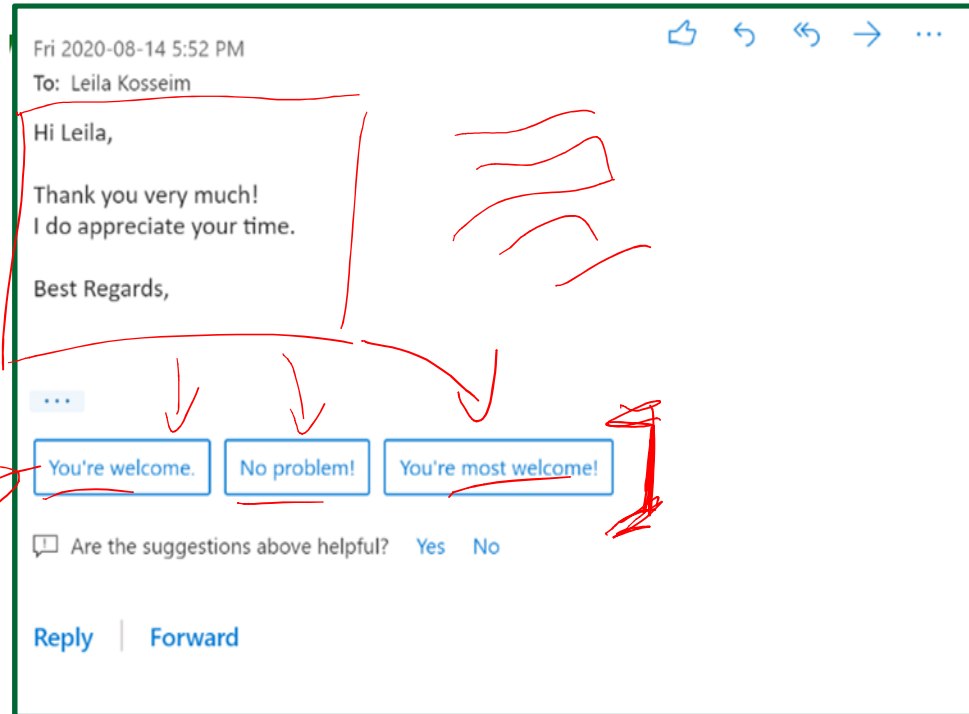 Fri 2020-08-14 5:52 PM
To: Leila Kosseim
Hi Leila,
Thank you very much!
I do appreciate your time.
Best Regards,
...
You're welcome. No problem! You're most welcome!
Are the suggestions above helpful? Yes No
Reply Forward